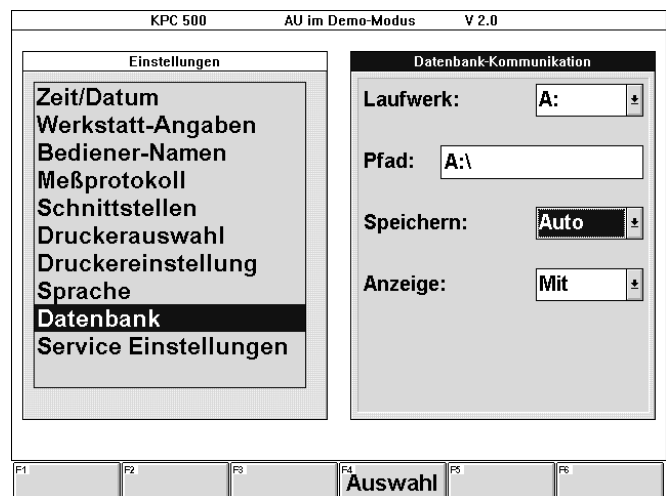 KPC 500 AU im Demo-Modus V 2.0
Einstellungen
Zeit/Datum
Werkstatt-Angaben
Bediener-Namen
Meßprotokoll
Schnittstellen
Druckerauswahl
Druckereinstellung
Sprache
Datenbank
Service Einstellungen
Datenbank-Kommunikation
Laufwerk: A:
Pfad: A:\
Speichern: Auto
Anzeige: Mit
F1 F2 F3 F4 Auswahl F5 F6